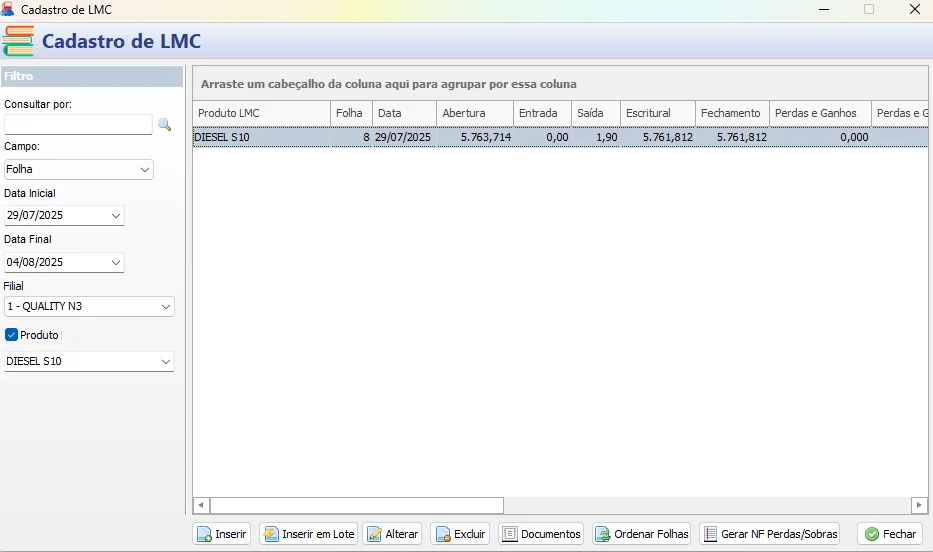 Cadastro de LMC
Cadastro de LMC
Filtro
Consultar por:
Campo:
Folha
Data Inicial
29/07/2025
Data Final
04/08/2025
Filial
1 - QUALITY N3
Produto
DIESEL S10
Arraste um cabeçalho da coluna aqui para agrupar por essa coluna
Produto LMC Folha Data Abertura Entrada Saída Escritural Fechamento Perdas e Ganhos Perdas e G
DIESEL S10 8 29/07/2025 5.763,714 0,00 1,90 5.761,812 5.761,812 0,000
Inserir Inserir em Lote Alterar Excluir Documentos Ordenar Folhas Gerar NF Perdas/Sobras Fechar